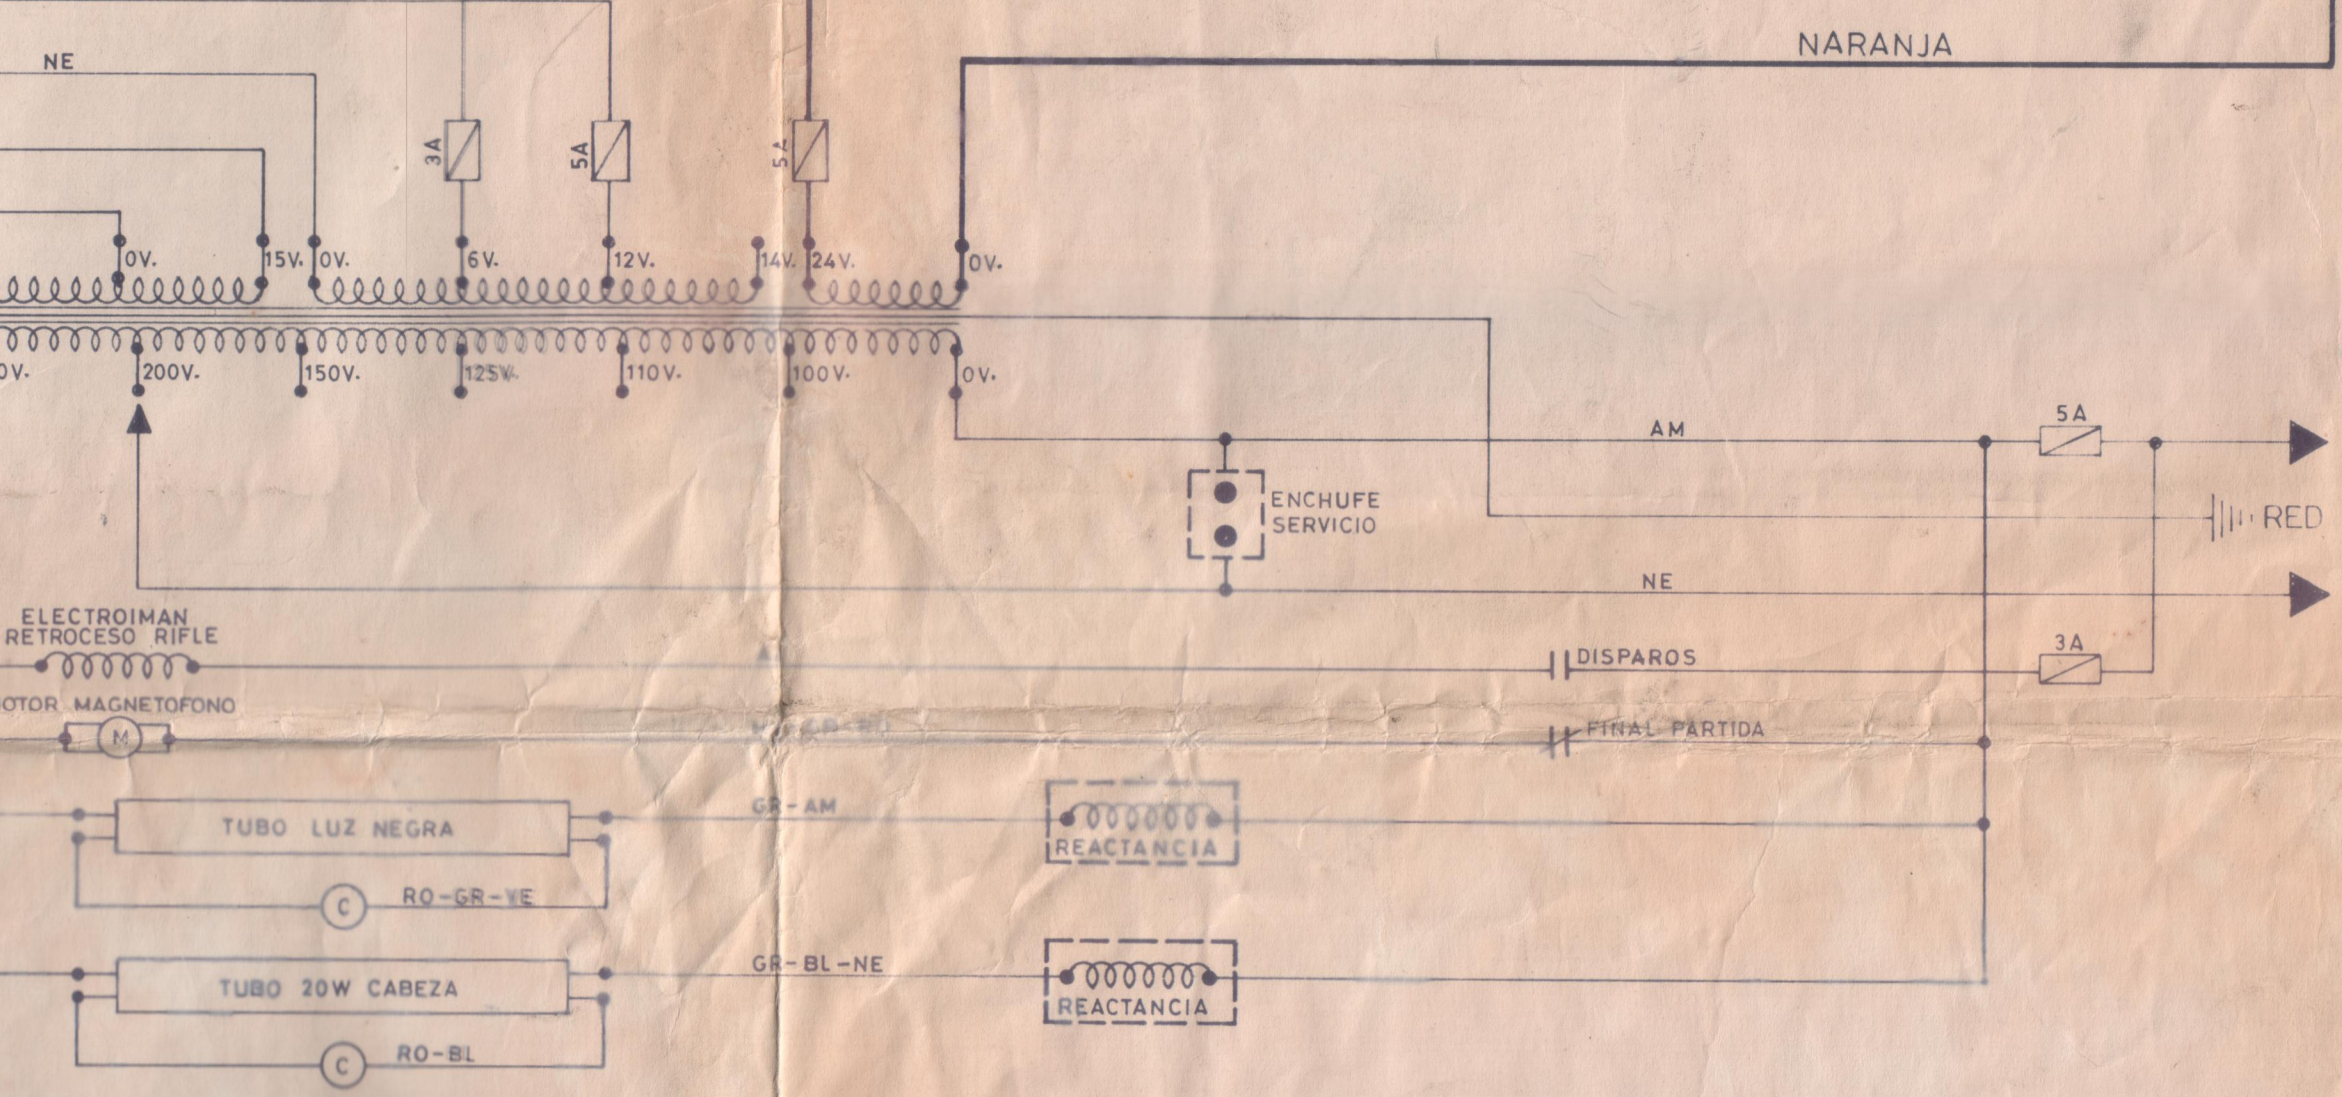 NARANJA
NE
3A
5A
0V.
15V.
0V.
6V.
12V.
14V.
24V.
0V.
0V.
200V.
150V.
125V.
110V.
100V.
0V.
5A
AM
ENCHUFE
SERVICIO
RED
NE
ELECTROIMAN
RETROCESO RIFLE
DISPAROS
3A
OTOR MAGNETOFONO
M
FINAL PARTIDA
GR-AM
TUBO LUZ NEGRA
REACTANCIA
C
RO-GR-VE
GR-BL-NE
TUBO 20W CABEZA
REACTANCIA
C
RO-BL